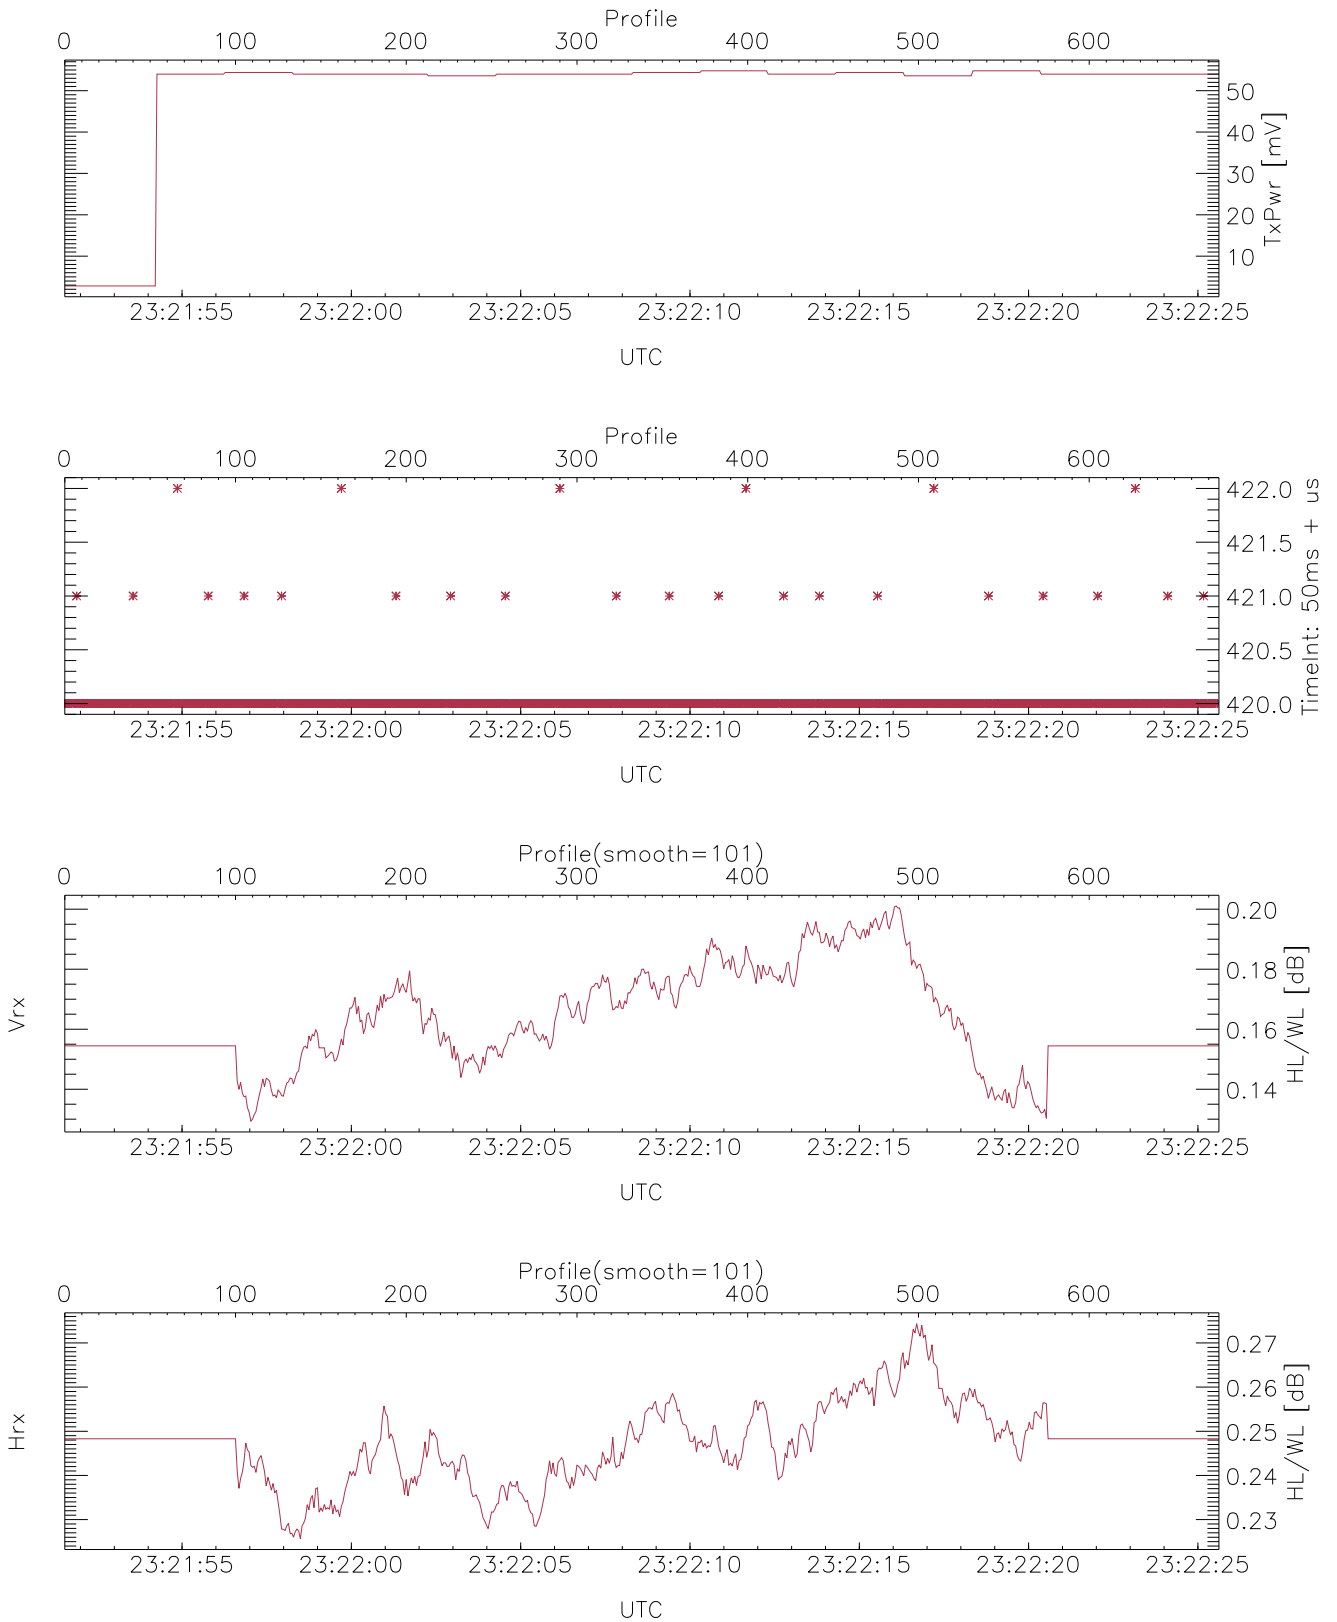 Profile
0 100 200 300 400 500 600
50
40
30
20
10
TxPwr [mV]
23:21:55 23:22:00 23:22:05 23:22:10 23:22:15 23:22:20 23:22:25
UTC
Profile
0 100 200 300 400 500 600
422.0
421.5
421.0
420.5
420.0
TimeInt: 50ms + us
23:21:55 23:22:00 23:22:05 23:22:10 23:22:15 23:22:20 23:22:25
UTC
Profile(smooth=101)
0 100 200 300 400 500 600
Vrx
0.20
0.18
0.16
0.14
HL/WL [dB]
23:21:55 23:22:00 23:22:05 23:22:10 23:22:15 23:22:20 23:22:25
UTC
Profile(smooth=101)
0 100 200 300 400 500 600
Hrx
0.27
0.26
0.25
0.24
0.23
HL/WL [dB]
23:21:55 23:22:00 23:22:05 23:22:10 23:22:15 23:22:20 23:22:25
UTC